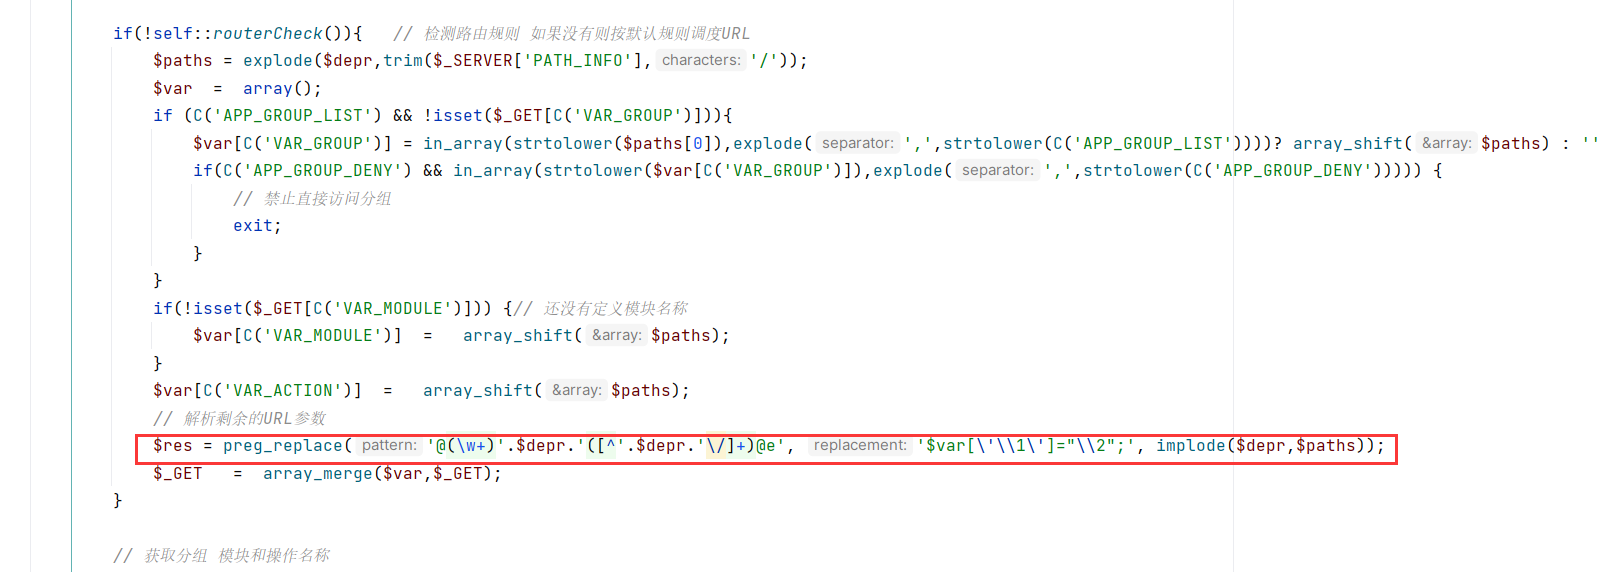 if(!self::routerCheck()){   // 检测路由规则 如果没有则按默认规则调度URL
$paths = explode($depr,trim($_SERVER['PATH_INFO'], characters: '/'));
$var  =  array();
if (C('APP_GROUP_LIST') && !isset($_GET[C('VAR_GROUP')])){
$var[C('VAR_GROUP')] = in_array(strtolower($paths[0]),explode( separator: ',',strtolower(C('APP_GROUP_LIST'))))? array_shift( &array: $paths) : ''
if(C('APP_GROUP_DENY') && in_array(strtolower($var[C('VAR_GROUP')]),explode( separator: ',',strtolower(C('APP_GROUP_DENY'))))) {
// 禁止直接访问分组
exit;
}
}
if(!isset($_GET[C('VAR_MODULE')])) {// 还没有定义模块名称
$var[C('VAR_MODULE')]  =   array_shift( &array: $paths);
}
$var[C('VAR_ACTION')]  =   array_shift( &array: $paths);
// 解析剩余的URL参数
$res = preg_replace( pattern: '@(\w+)'.$depr.'([^'.$depr.'\/]+)@e', replacement: '$var[\'\\1\']="\\2";', implode($depr,$paths));
$_GET   =  array_merge($var,$_GET);
}
// 获取分组 模块和操作名称